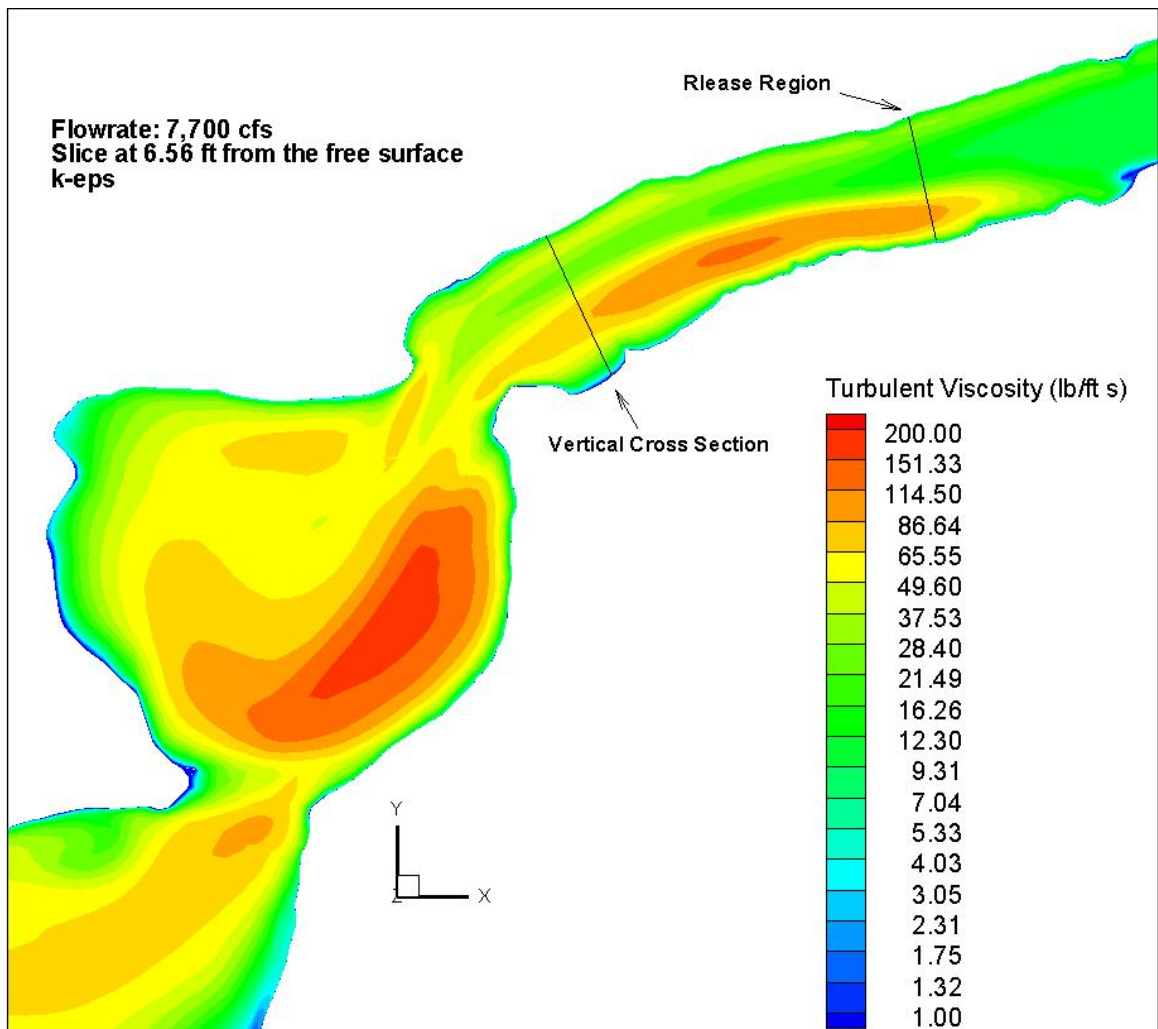 Rlease Region
Flowrate: 7,700 cfs
Slice at 6.56 ft from the free surface
k-eps
Vertical Cross Section
Turbulent Viscosity (lb/ft s)
200.00
151.33
114.50
86.64
65.55
49.60
37.53
28.40
21.49
16.26
12.30
9.31
7.04
5.33
4.03
3.05
2.31
1.75
1.32
1.00
Y
Z
X